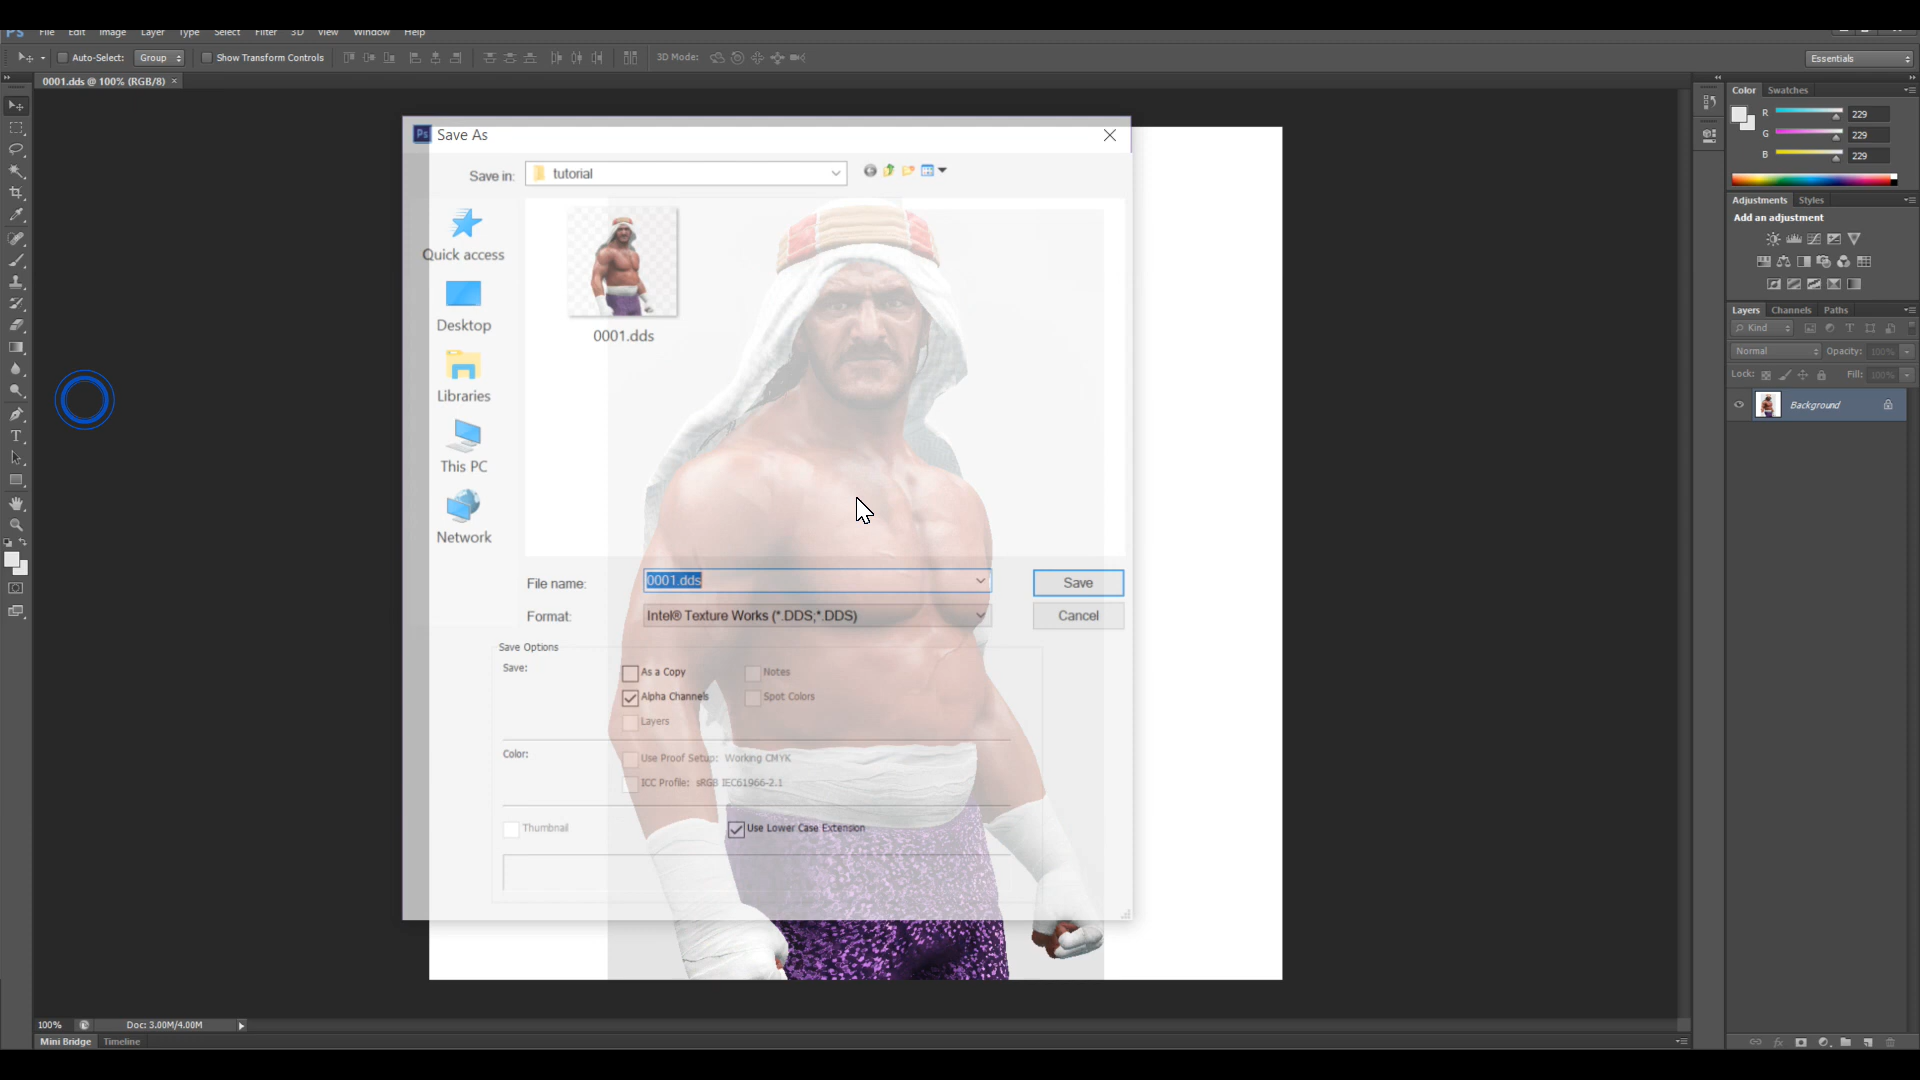 Ps File Edit Image Layer Type Select Filter 3D View Window Help
Auto-Select: Group Show Transform Controls 3D Mode: Essentials
0001.dds @ 100% (RGB/8) ×
Color Swatches
R 229
G 229
B 229
Adjustments Styles
Add an adjustment
Layers Channels Paths
Kind
Normal Opacity: 100%
Lock: Fill: 100%
Background
Ps Save As
Save in: tutorial
Quick access
Desktop
Libraries
This PC
Network
0001.dds
File name: 0001.dds Save
Format: Intel® Texture Works (*.DDS;*.DDS) Cancel
Save Options
Save: As a Copy Notes
Alpha Channels Spot Colors
Layers
Color: Use Proof Setup: Working CMYK
ICC Profile: sRGB IEC61966-2.1
Thumbnail Use Lower Case Extension
100% Doc: 3.00M/4.00M
Mini Bridge Timeline
fx